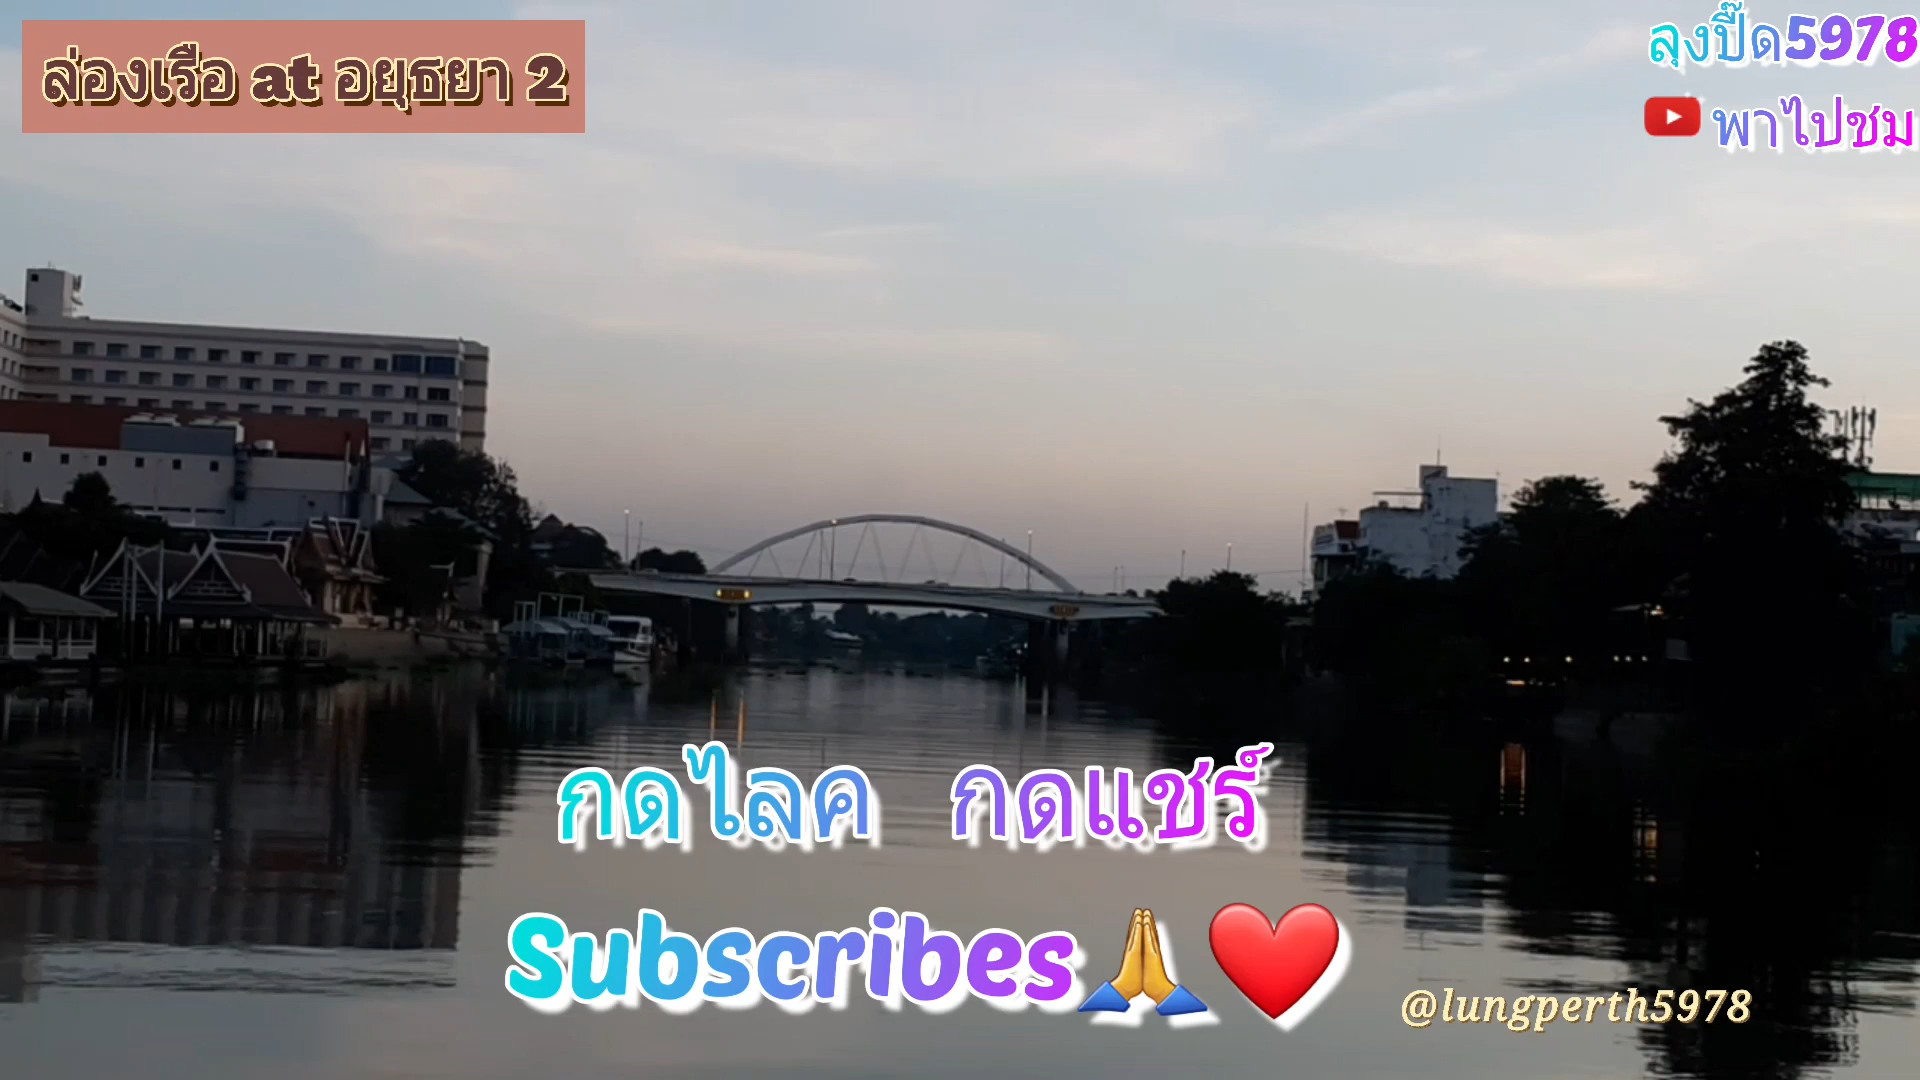 ล่องเรือ at อยุธยา 2
ลุงปี๊ด5978
พาไปชม
กดไลค กดแชร์
Subscribes🙏❤️
@lungperth5978